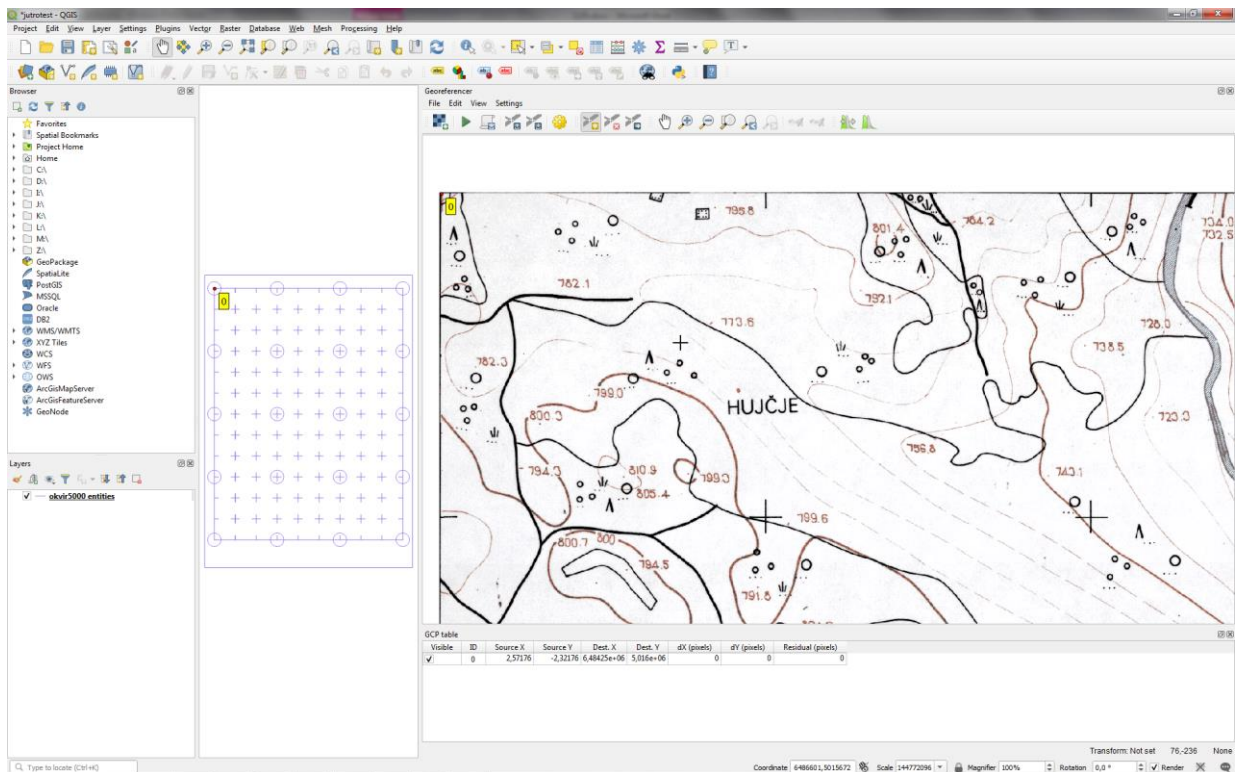 *jutrotest - QGIS
Project Edit View Layer Settings Plugins Vector Raster Database Web Mesh Processing Help
Browser
Favorites
Spatial Bookmarks
Project Home
Home
C:\
D:\
I:\
J:\
K:\
L:\
M:\
Z:\
GeoPackage
SpatiaLite
PostGIS
MSSQL
Oracle
DB2
WMS/WMTS
XYZ Tiles
WCS
WFS
OWS
ArcGisMapServer
ArcGisFeatureServer
GeoNode
Layers
okvir5000 entities
0
Georeferencer
File Edit View Settings
0
795.8
801.4
784.2
734.0
732.5
782.1
792.1
773.6
728.0
738.5
782.3
799.0
HUJČJE
800.3
723.0
756.8
794.3
810.9
799.3
743.1
805.4
799.6
800.7
800
794.5
791.8
GCP table
Visible ID Source X Source Y Dest. X Dest. Y dX (pixels) dY (pixels) Residual (pixels)
0 2,57176 -2,32176 6,48425e+06 5,016e+06 0 0 0
Transform: Not set 76,-236 None
Type to locate (Ctrl+K) Coordinate 6486601,5015672 Scale 144772096 Magnifier 100% Rotation 0,0 ° Render